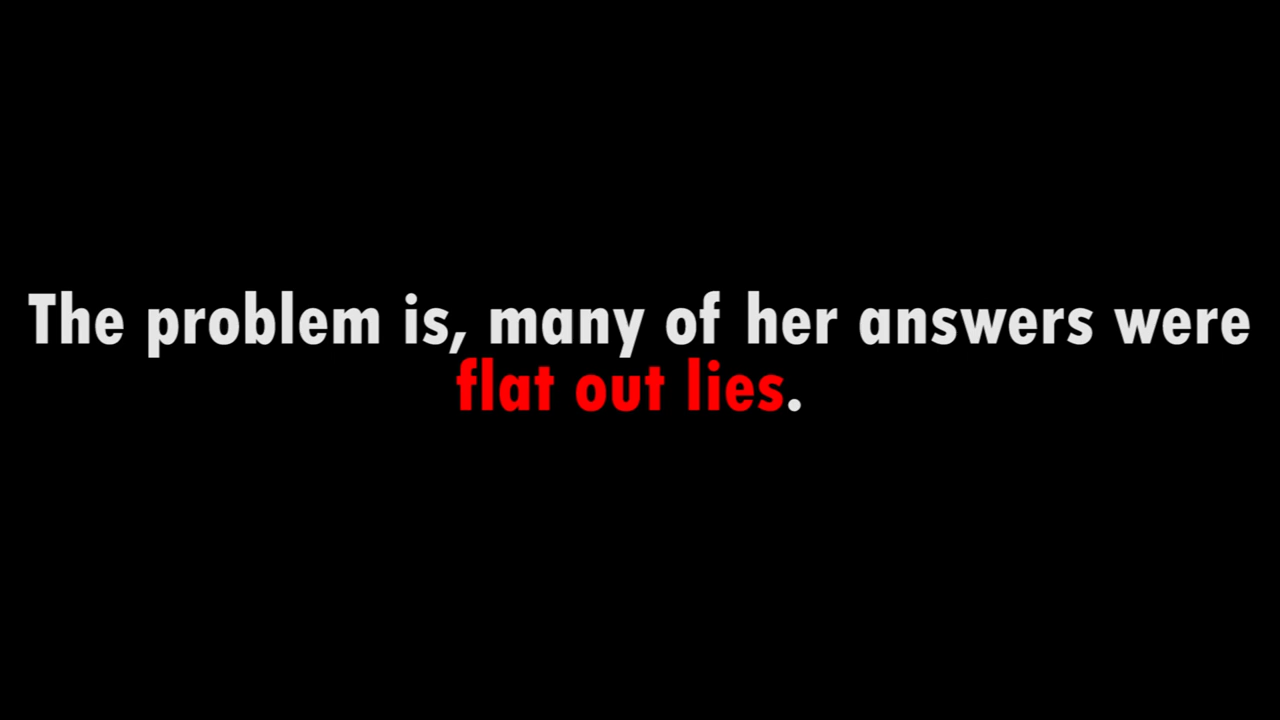 The problem is, many of her answers were
flat out lies.